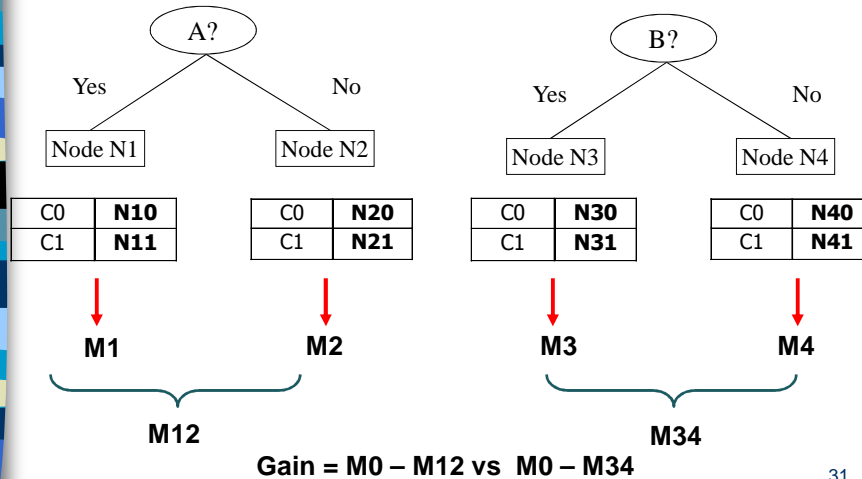 A? B?
Yes No Yes No
Node N1 Node N2 Node N3 Node N4
C0 N10 C0 N20 C0 N30 C0 N40
C1 N11 C1 N21 C1 N31 C1 N41
M1 M2 M3 M4
M12 M34
Gain = M0 – M12 vs M0 – M34
31